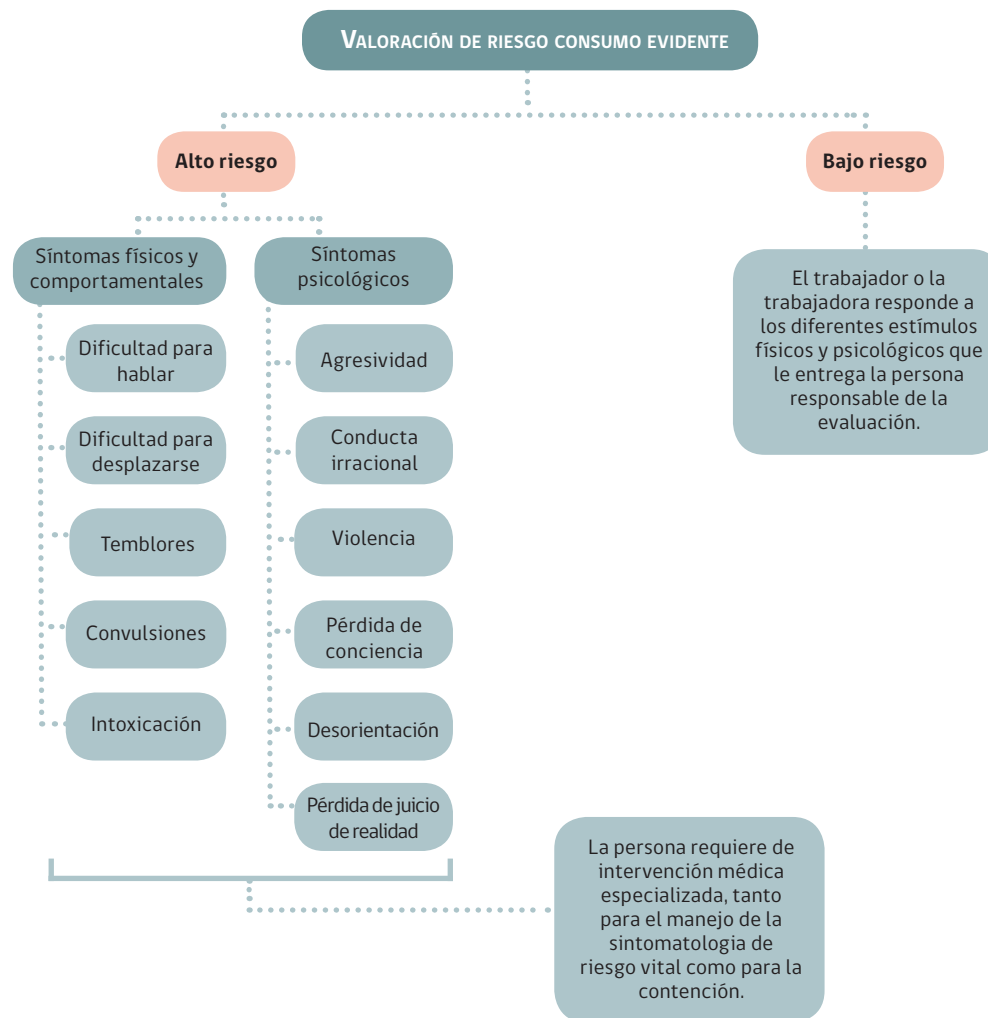 VALORACIÓN DE RIESGO CONSUMO EVIDENTE
Alto riesgo
Bajo riesgo
Síntomas físicos y
comportamentales
Dificultad para
hablar
Dificultad para
desplazarse
Temblores
Convulsiones
Intoxicación
Síntomas
psicológicos
Agresividad
Conducta
irracional
Violencia
Pérdida de
conciencia
Desorientación
Pérdida de juicio
de realidad
El trabajador o la
trabajadora responde a
los diferentes estímulos
físicos y psicológicos que
le entrega la persona
responsable de la
evaluación.
La persona requiere de
intervención médica
especializada, tanto
para el manejo de la
sintomatologia de
riesgo vital como para la
contención.